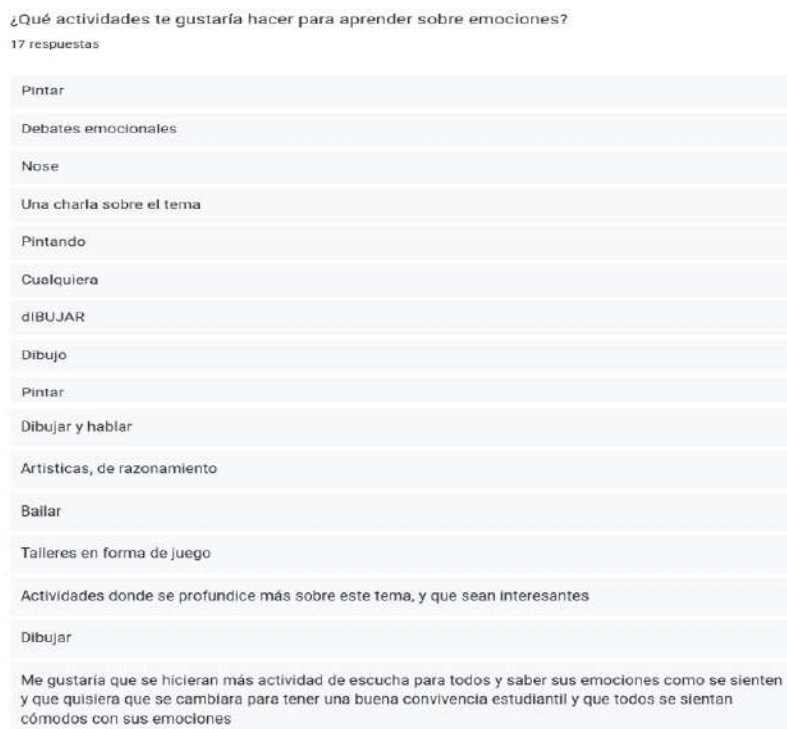 ¿Qué actividades te gustaría hacer para aprender sobre emociones?
17 respuestas
Pintar
Debates emocionales
Nose
Una charla sobre el tema
Pintando
Cualquiera
dIBUJAR
Dibujo
Pintar
Dibujar y hablar
Artisticas, de razonamiento
Bailar
Talleres en forma de juego
Actividades donde se profundice más sobre este tema, y que sean interesantes
Dibujar
Me gustaría que se hicieran más actividad de escucha para todos y saber sus emociones como se sienten
y que quisiera que se cambiara para tener una buena convivencia estudiantil y que todos se sientan
cómodos con sus emociones